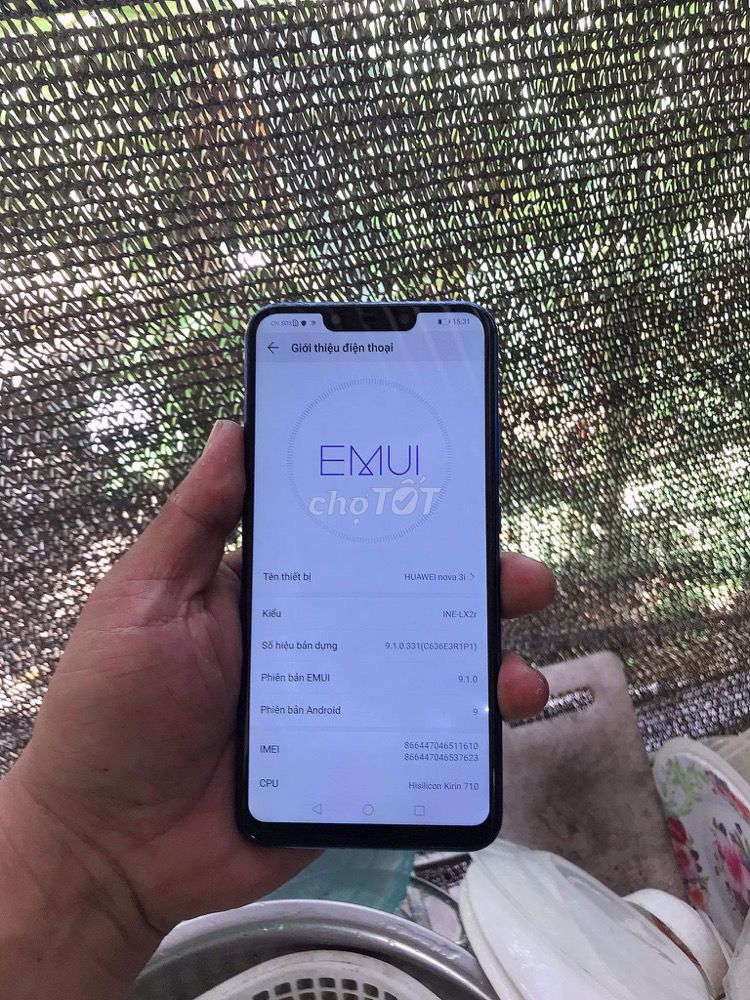 15:31
Giới thiệu điện thoại
EMUI
chợTỐT
Tên thiết bị HUAWEI nova 3i
Kiểu INE-LX2r
Số hiệu bản dựng 9.1.0.331(C636E3R1P1)
Phiên bản EMUI 9.1.0
Phiên bản Android 9
IMEI 866447046511610
866447046537623
CPU Hisilicon Kirin 710